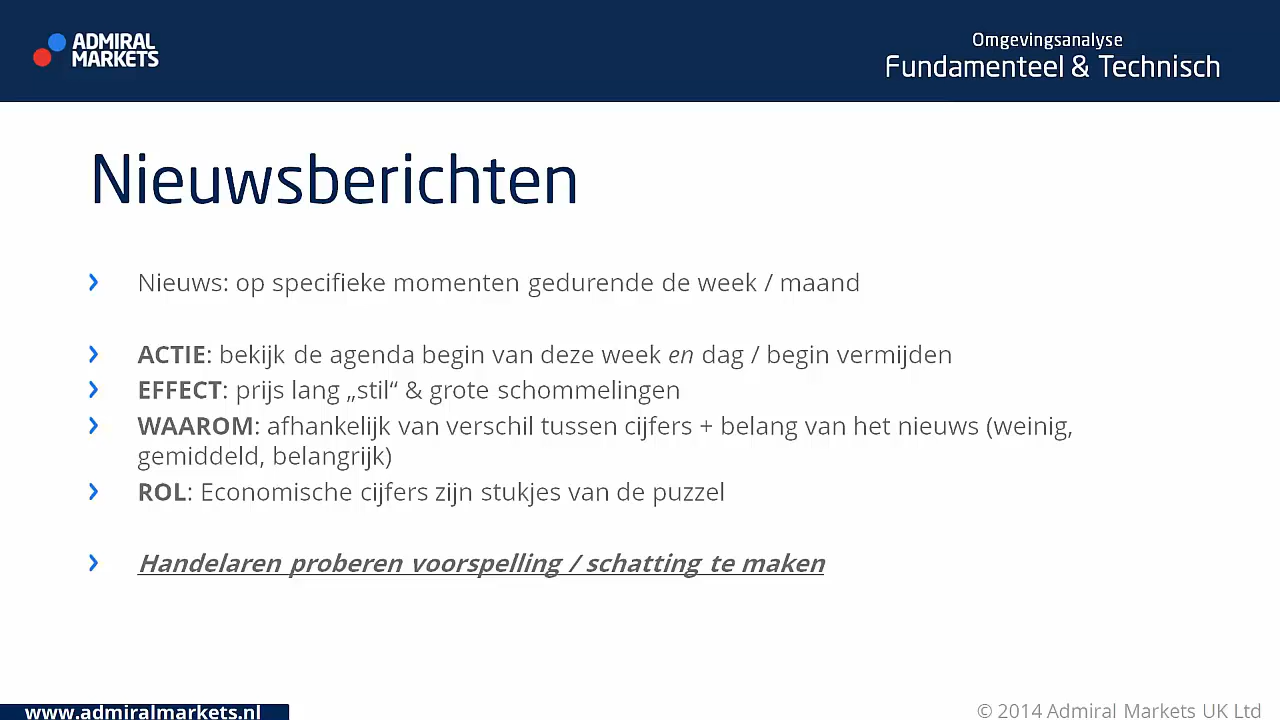 ADMIRAL
MARKETS
Omgevingsanalyse
Fundamenteel & Technisch
Nieuwsberichten
Nieuws: op specifieke momenten gedurende de week / maand
ACTIE: bekijk de agenda begin van deze week en dag / begin vermijden
EFFECT: prijs lang „stil“ & grote schommelingen
WAAROM: afhankelijk van verschil tussen cijfers + belang van het nieuws (weinig,
gemiddeld, belangrijk)
ROL: Economische cijfers zijn stukjes van de puzzel
Handelaren proberen voorspelling / schatting te maken
www.admiralmarkets.nl
© 2014 Admiral Markets UK Ltd